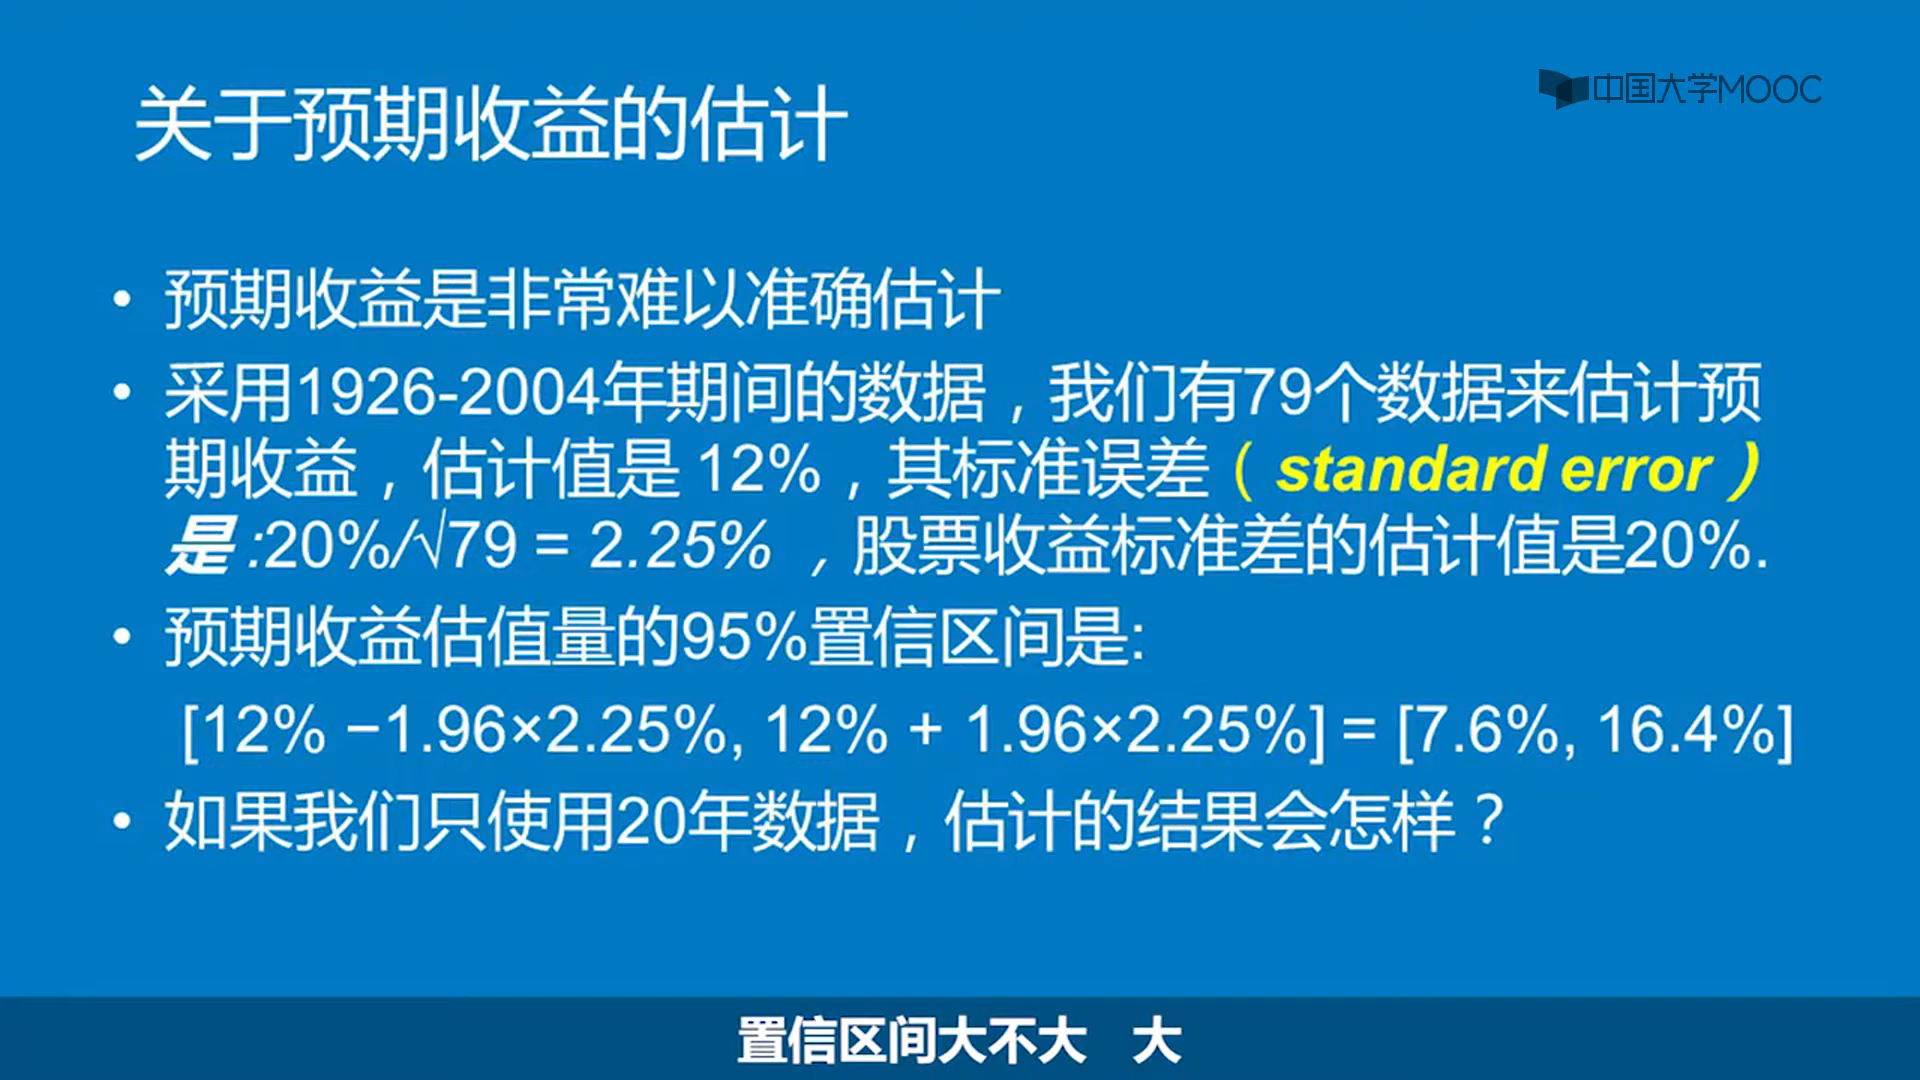 中国大学MOOC
关于预期收益的估计
• 预期收益是非常难以准确估计
• 采用1926-2004年期间的数据，我们有79个数据来估计预
期收益，估计值是 12%，其标准误差（standard error）
是:20%/√79 = 2.25% ，股票收益标准差的估计值是20%.
• 预期收益估值量的95%置信区间是:
[12% −1.96×2.25%, 12% + 1.96×2.25%] = [7.6%, 16.4%]
• 如果我们只使用20年数据，估计的结果会怎样？
置信区间大不大 大